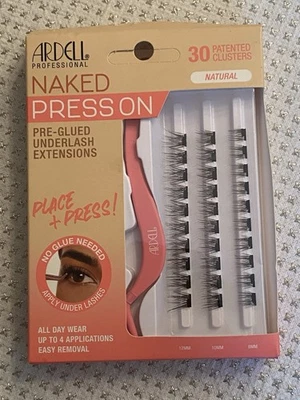 ARDELL®
PROFESSIONAL
30 PATENTED
CLUSTERS
NATURAL
NAKED
PRESS ON
PRE-GLUED
UNDERLASH
EXTENSIONS
PLACE
+ PRESS!
NO GLUE NEEDED
APPLY UNDER LASHES
ALL DAY WEAR
UP TO 4 APPLICATIONS
EASY REMOVAL
ARDELL